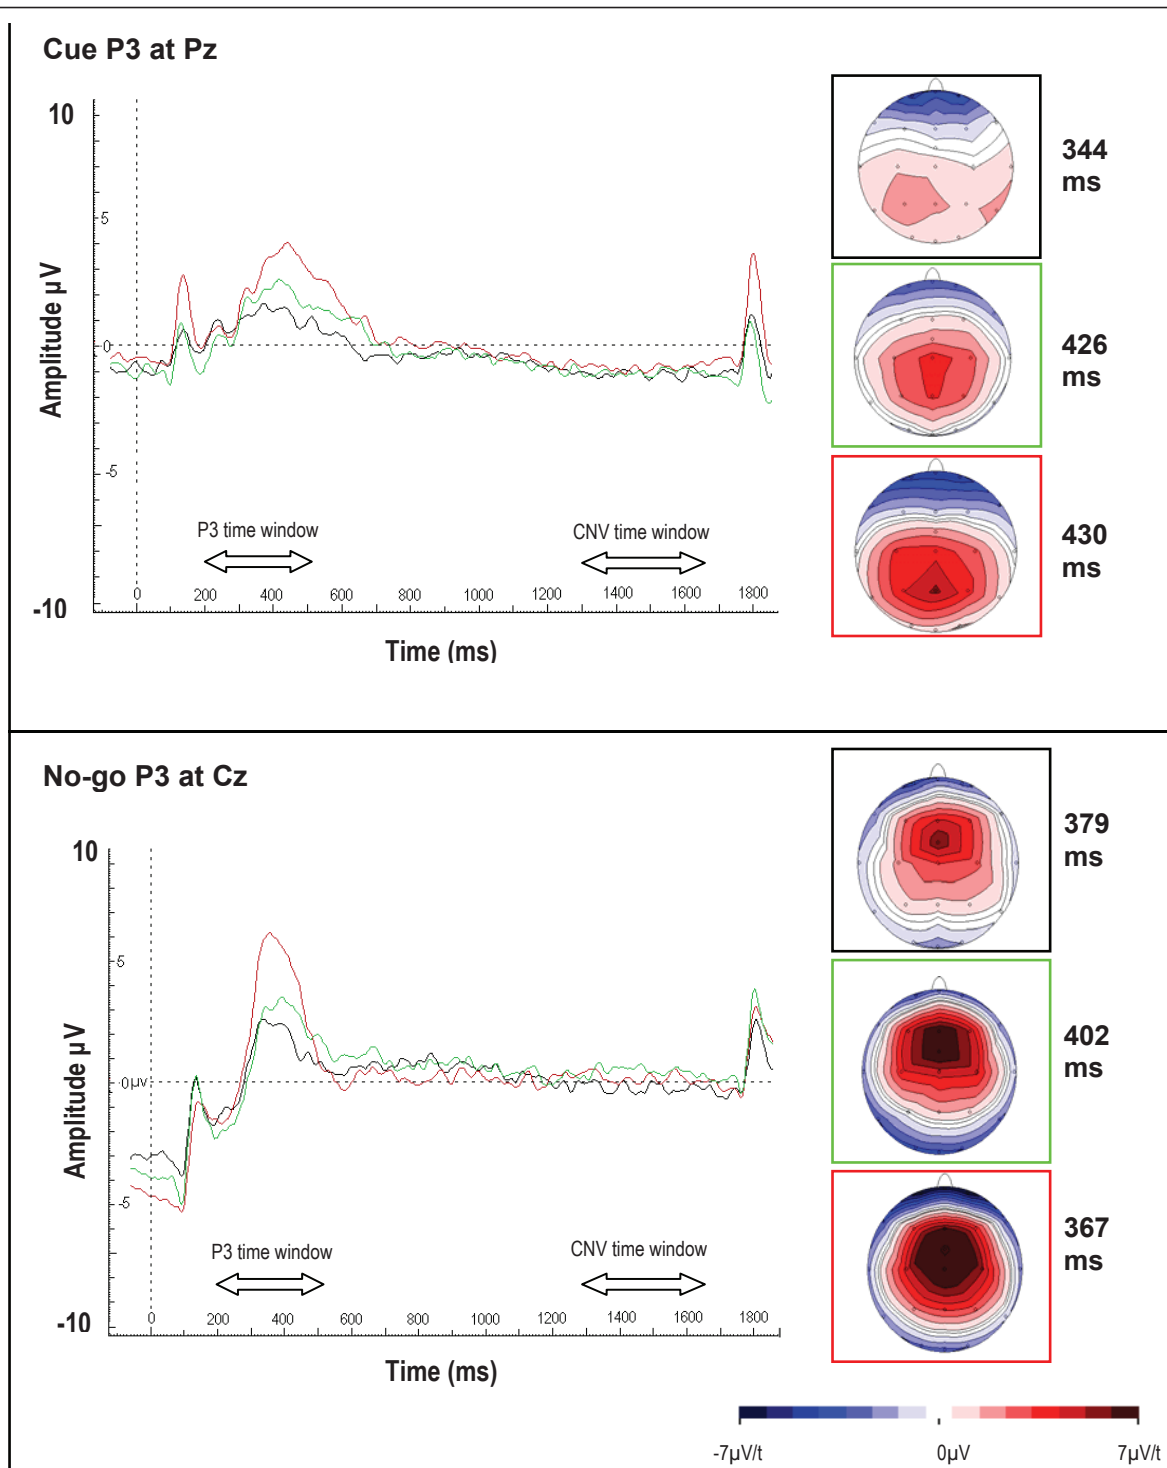 Cue P3 at Pz
10
5
0
-5
-10
Amplitude µV
P3 time window
CNV time window
0 200 400 600 800 1000 1200 1400 1600 1800
Time (ms)
344
ms
426
ms
430
ms
No-go P3 at Cz
10
5
0 µV
-5
-10
Amplitude µV
P3 time window
CNV time window
0 200 400 600 800 1000 1200 1400 1600 1800
Time (ms)
379
ms
402
ms
367
ms
-7µV/t 0µV 7µV/t